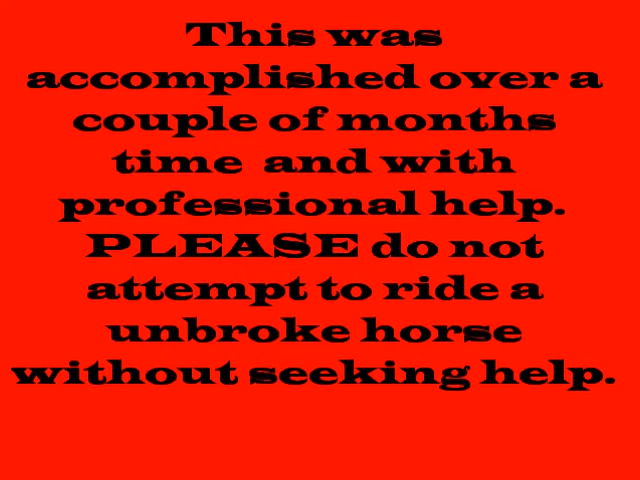 This was
accomplished over a
couple of months
time and with
professional help.
PLEASE do not
attempt to ride a
unbroke horse
without seeking help.